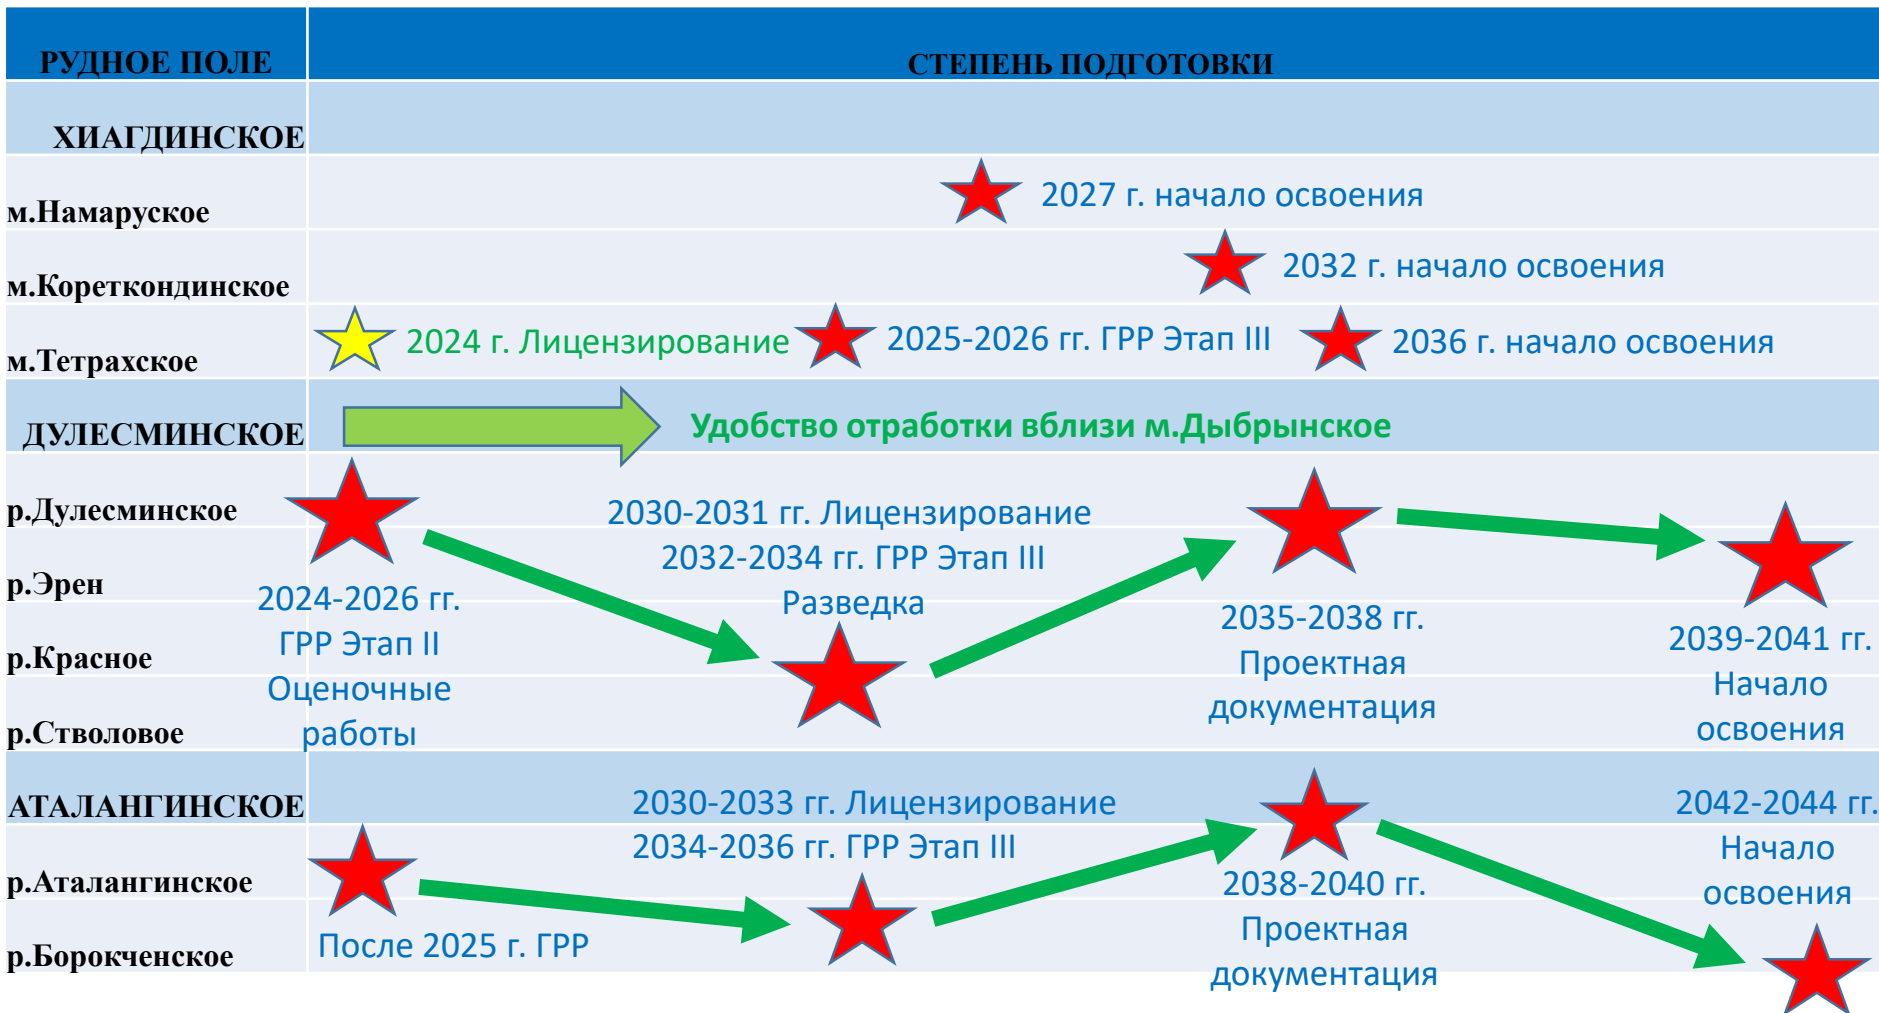 РУДНОЕ ПОЛЕ
СТЕПЕНЬ ПОДГОТОВКИ
ХИАГДИНСКОЕ
м.Намаруское
2027 г. начало освоения
м.Кореткондинское
2032 г. начало освоения
м.Тетрахское
2024 г. Лицензирование
2025-2026 гг. ГРР Этап III
2036 г. начало освоения
ДУЛЕСМИНСКОЕ
Удобство отработки вблизи м.Дыбрынское
р.Дулесминское
р.Эрен
р.Красное
р.Стволовое
2024-2026 гг.
ГРР Этап II
Оценочные
работы
2030-2031 гг. Лицензирование
2032-2034 гг. ГРР Этап III
Разведка
2035-2038 гг.
Проектная
документация
2039-2041 гг.
Начало
освоения
АТАЛАНГИНСКОЕ
р.Аталангинское
р.Борокченское
После 2025 г. ГРР
2030-2033 гг. Лицензирование
2034-2036 гг. ГРР Этап III
2038-2040 гг.
Проектная
документация
2042-2044 гг.
Начало
освоения